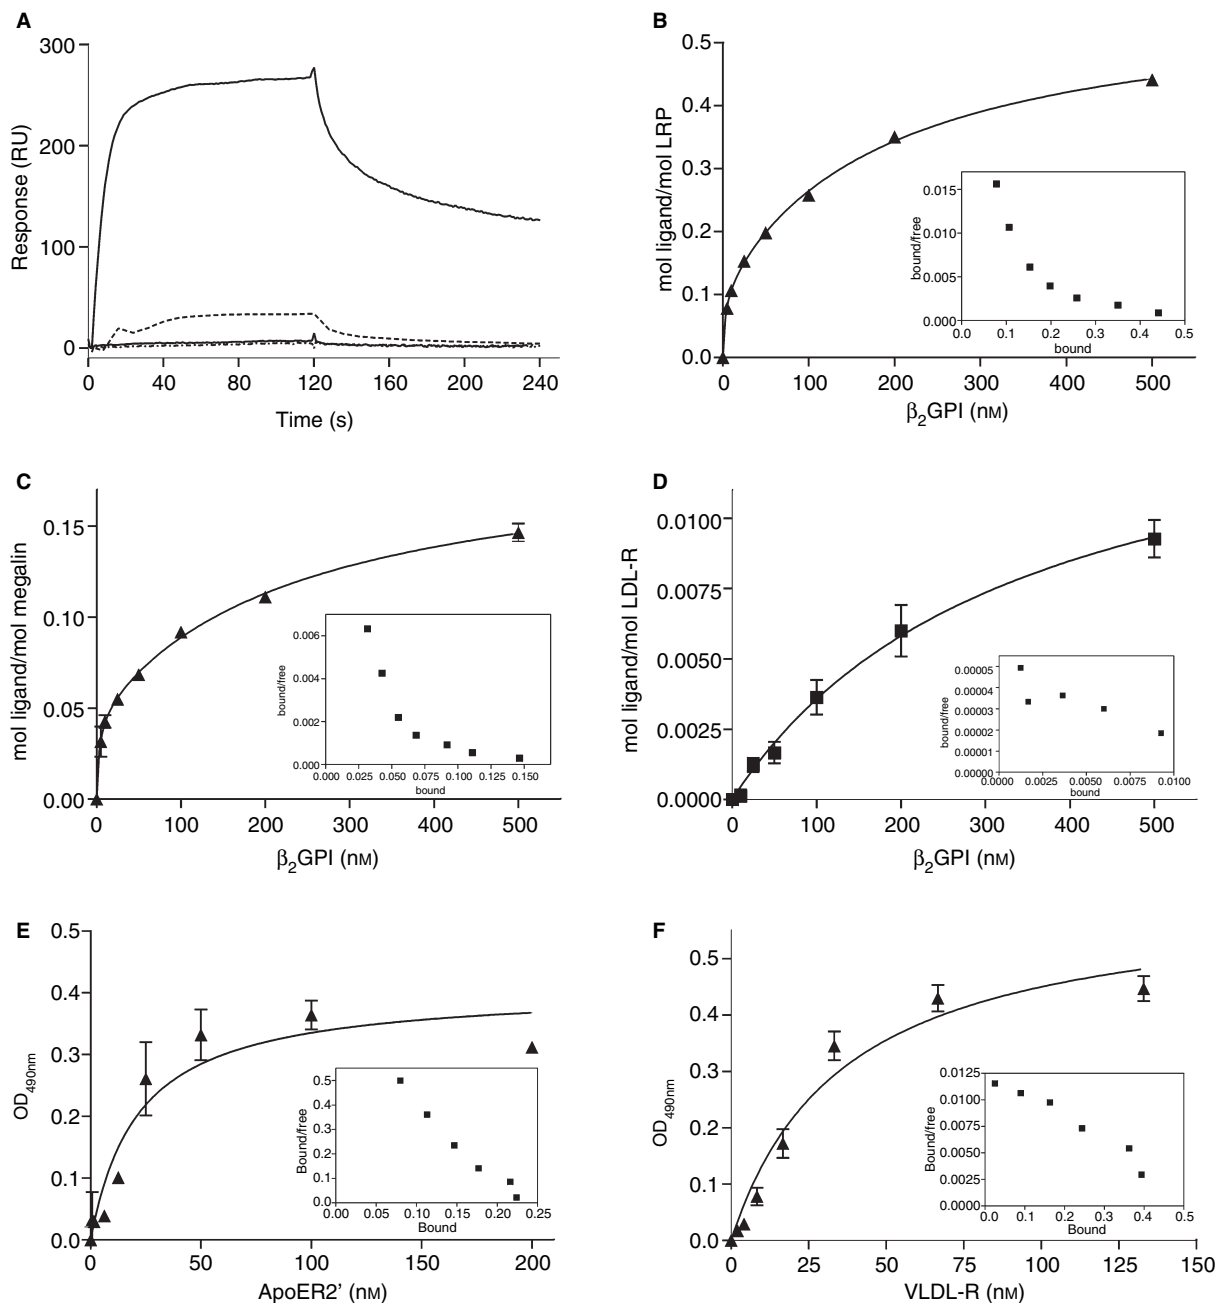 A
300
200
100
0
Response (RU)
0 40 80 120 160 200 240
Time (s)
B
0.5
0.4
0.3
0.2
0.1
0.0
mol ligand/mol LRP
0 100 200 300 400 500
β2GPI (nM)
0.015
0.010
0.005
0.000
bound/free
0.0 0.1 0.2 0.3 0.4 0.5
bound
C
0.15
0.10
0.05
0.00
mol ligand/mol megalin
0 100 200 300 400 500
β2GPI (nM)
0.006
0.004
0.002
0.000
bound/free
0.000 0.025 0.050 0.075 0.100 0.125 0.150
bound
D
0.0100
0.0075
0.0050
0.0025
0.0000
mol ligand/mol LDL-R
0 100 200 300 400 500
β2GPI (nM)
0.00005
0.00004
0.00003
0.00002
0.00001
0.00000
bound/free
0.0000 0.0025 0.0050 0.0075 0.0100
bound
E
0.5
0.4
0.3
0.2
0.1
0.0
OD490nm
0 50 100 150 200
ApoER2' (nM)
0.5
0.4
0.3
0.2
0.1
0.0
Bound/free
0.00 0.05 0.10 0.15 0.20 0.25
Bound
F
0.5
0.4
0.3
0.2
0.1
0.0
OD490nm
0 25 50 75 100 125 150
VLDL-R (nM)
0.0125
0.0100
0.0075
0.0050
0.0025
0.0000
Bound/free
0.0 0.1 0.2 0.3 0.4 0.5
Bound